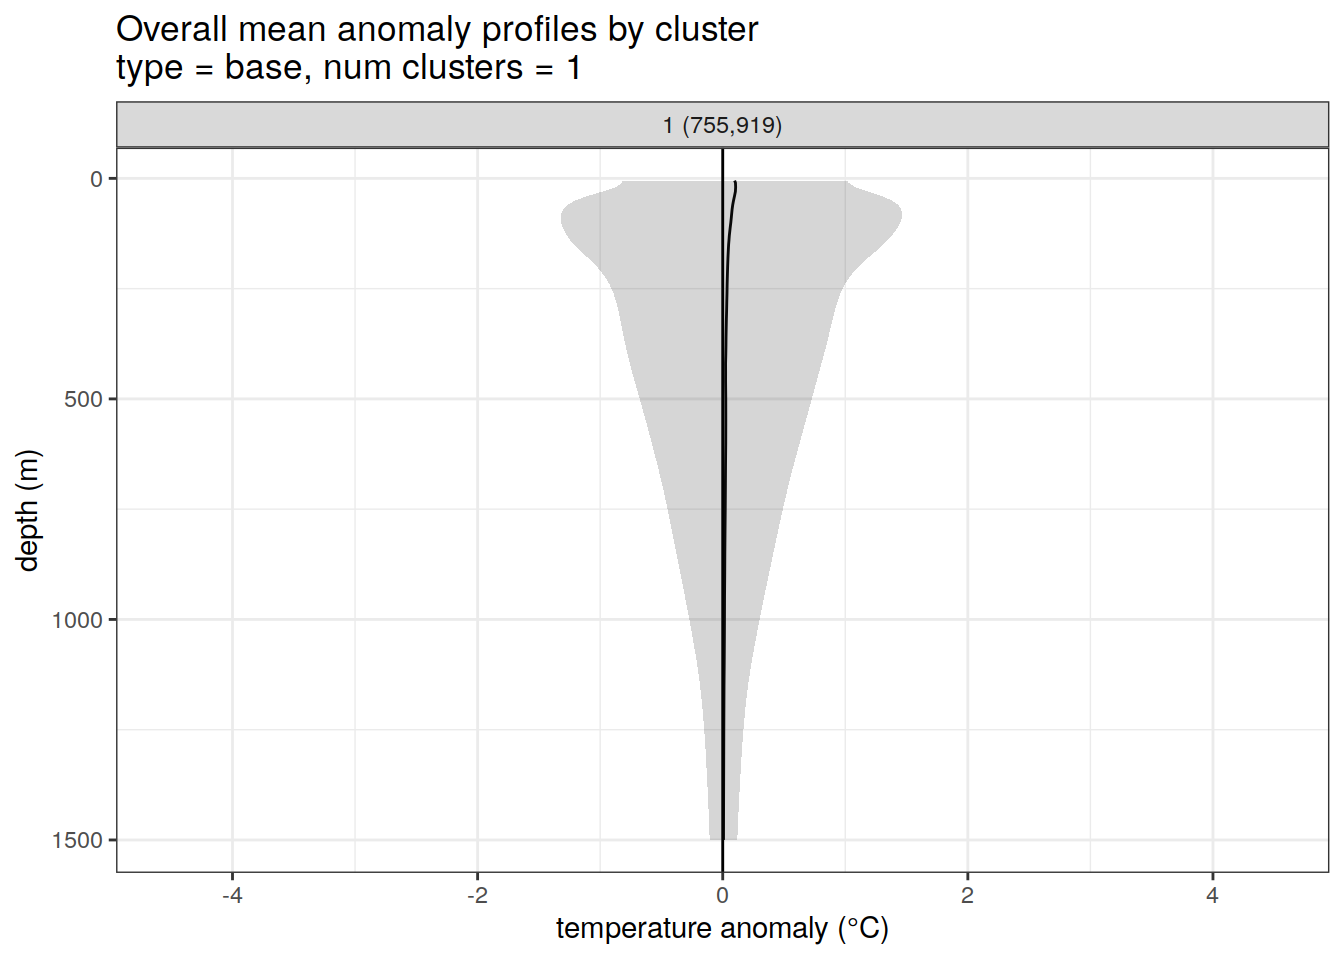 Overall mean anomaly profiles by cluster
type = base, num clusters = 1
1 (755,919)
0
500
1000
1500
depth (m)
-4
-2
0
2
4
temperature anomaly (°C)